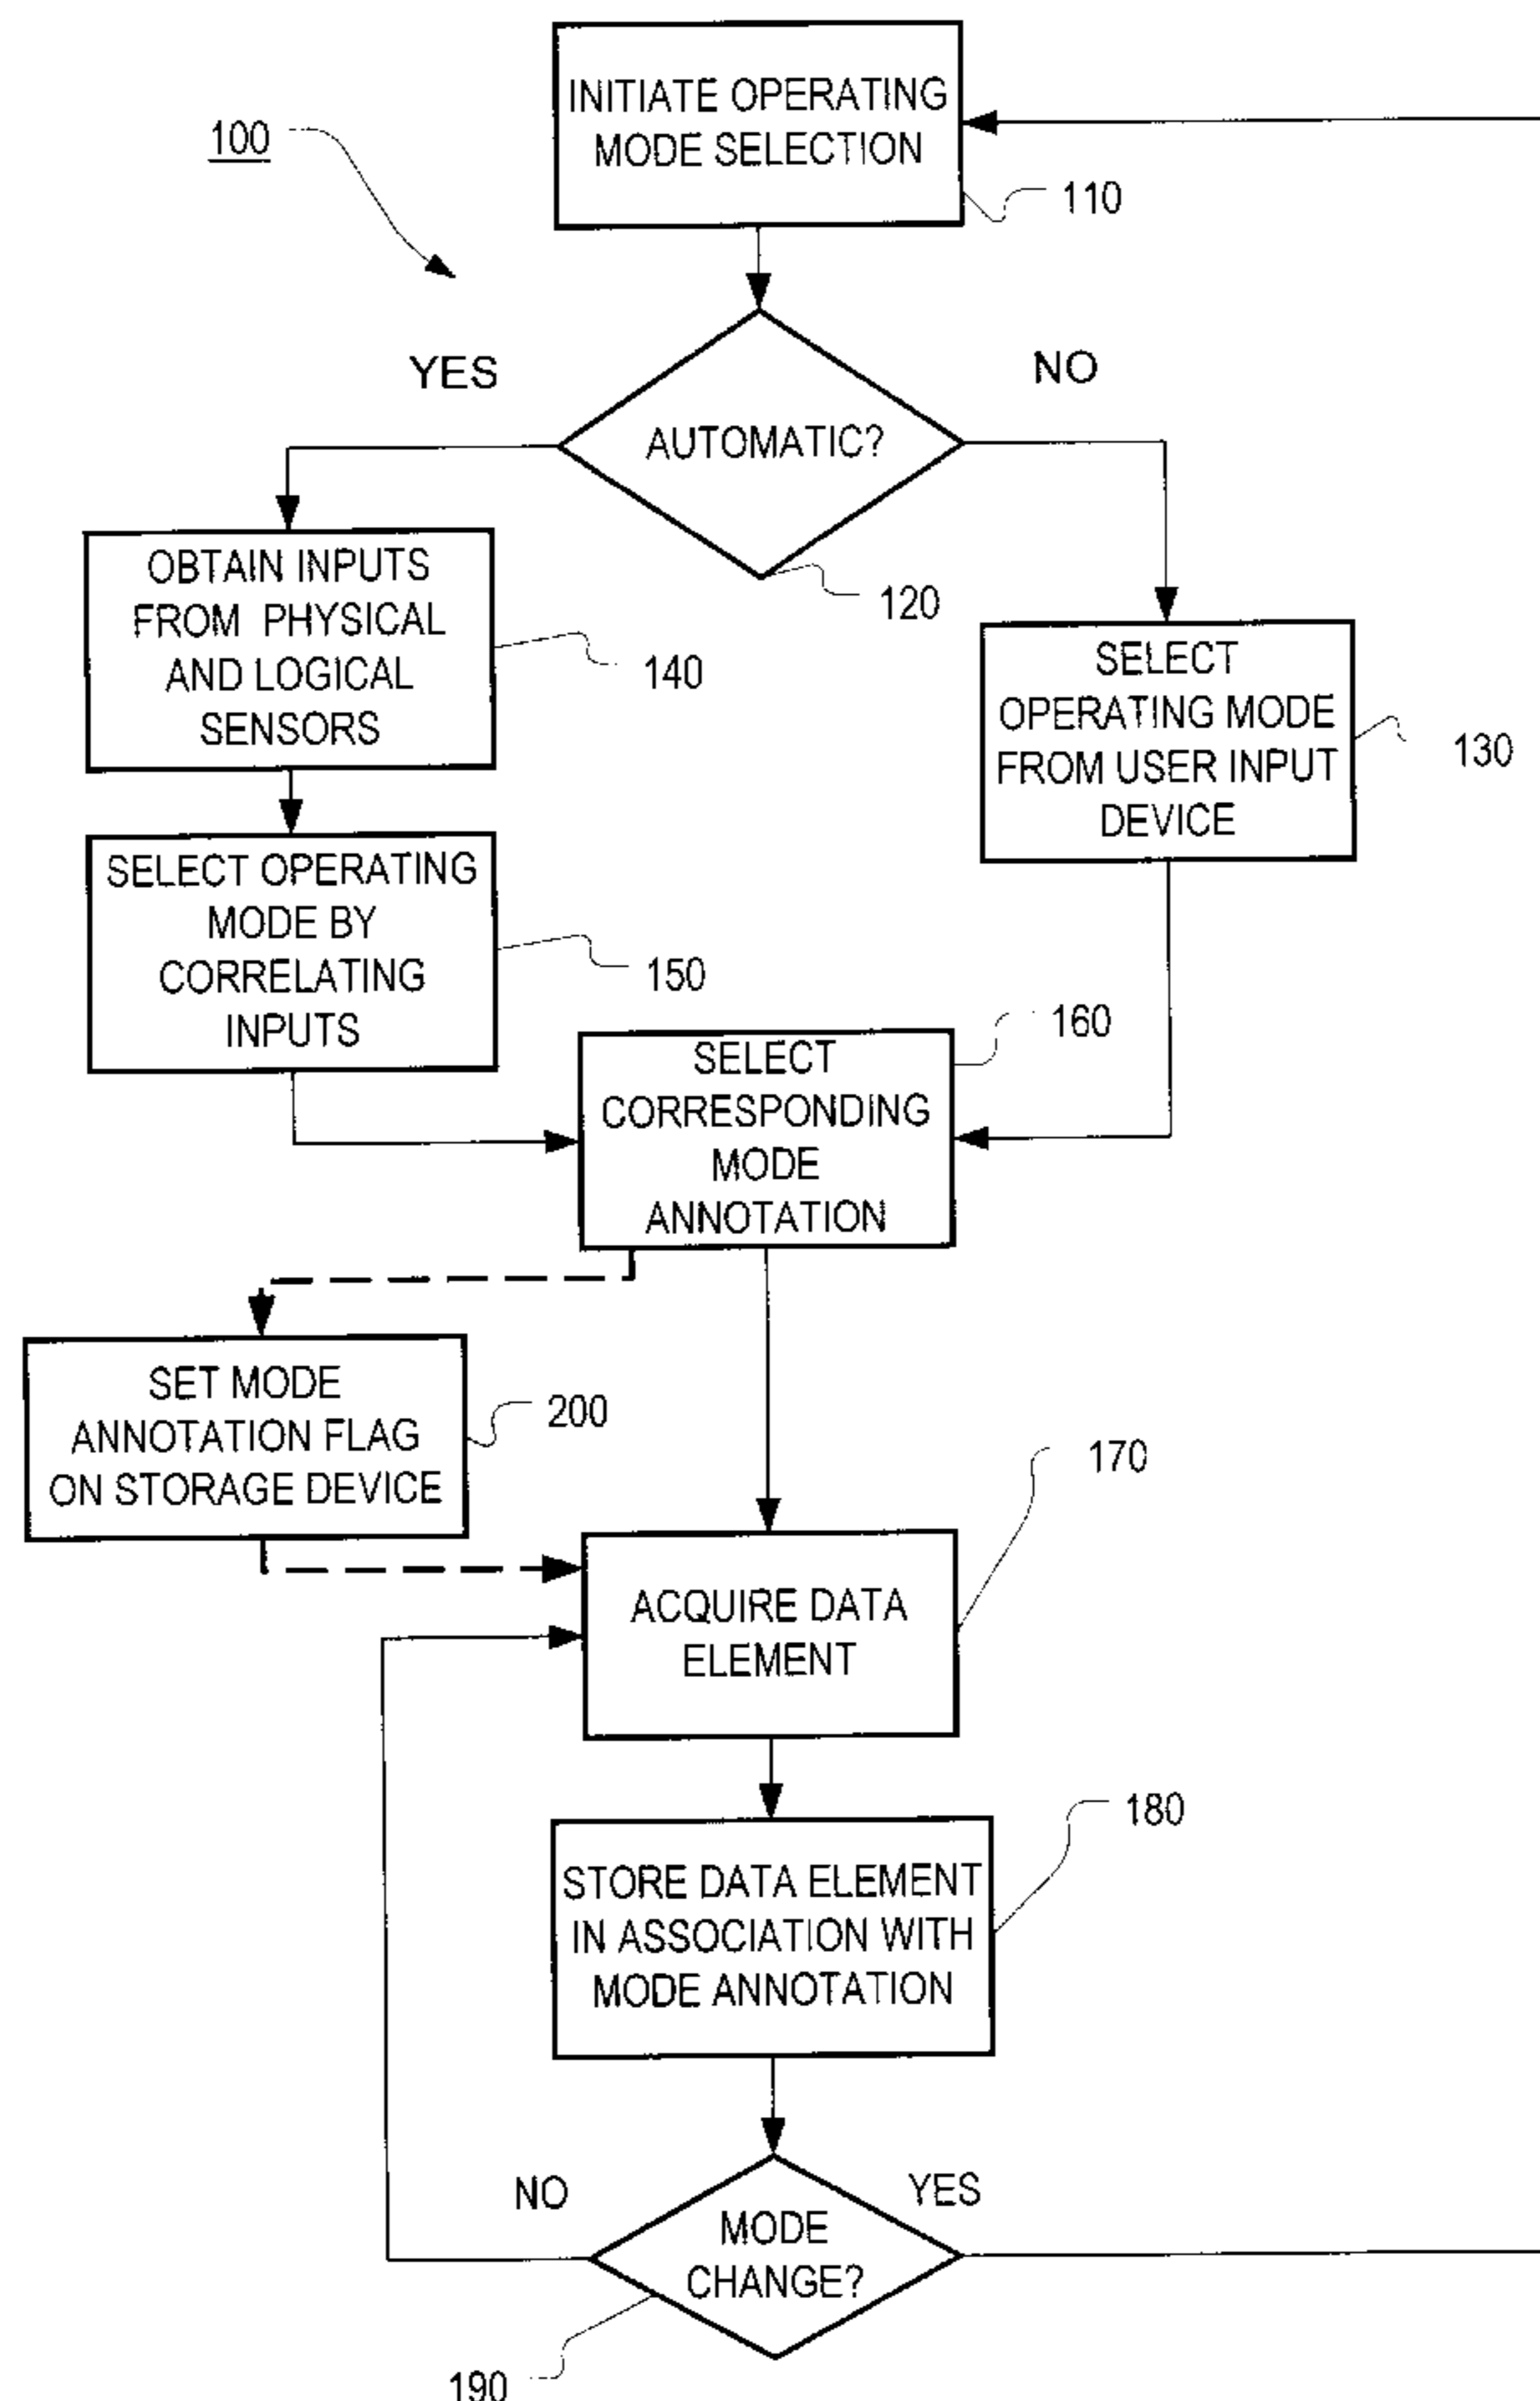 INITIATE OPERATING
MODE SELECTION
100
110
YES
NO
AUTOMATIC?
120
OBTAIN INPUTS
FROM PHYSICAL
AND LOGICAL
SENSORS
140
SELECT
OPERATING MODE
FROM USER INPUT
DEVICE
130
SELECT OPERATING
MODE BY
CORRELATING
INPUTS
150
160
SELECT
CORRESPONDING
MODE
ANNOTATION
SET MODE
ANNOTATION FLAG
ON STORAGE DEVICE
200
170
ACQUIRE DATA
ELEMENT
180
STORE DATA ELEMENT
IN ASSOCIATION WITH
MODE ANNOTATION
NO
YES
MODE
CHANGE?
190